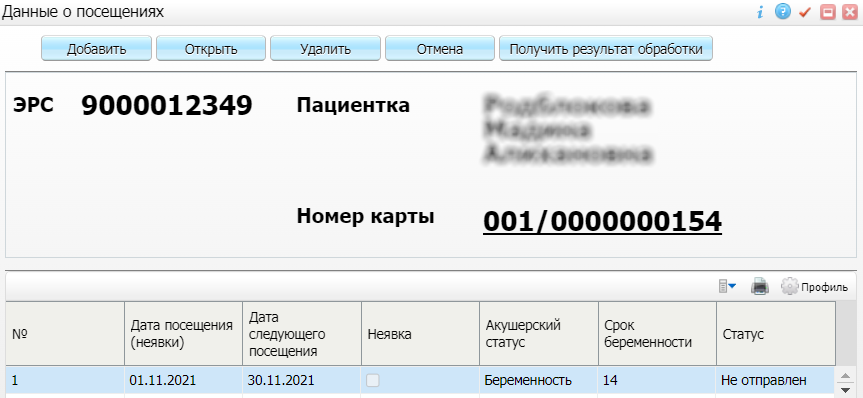 Данные о посещениях
Добавить Открыть Удалить Отмена Получить результат обработки
ЭРС 9000012349 Пациентка
Номер карты 001/0000000154
Профиль
№ Дата посещения (неявки) Дата следующего посещения Неявка Акушерский статус Срок беременности Статус
1 01.11.2021 30.11.2021 Беременность 14 Не отправлен